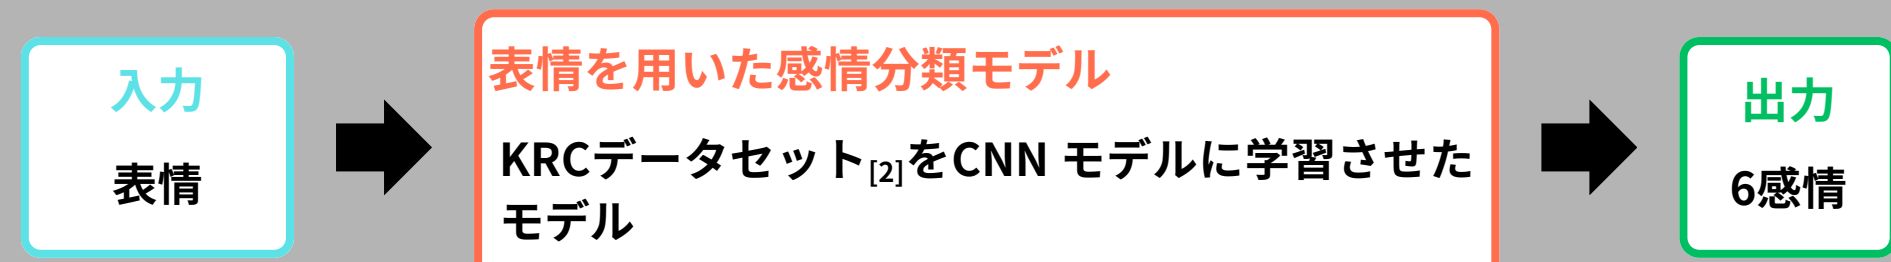 入力
表情
表情を用いた感情分類モデル
KRCデータセット[2]をCNN モデルに学習させた
モデル
出力
6感情